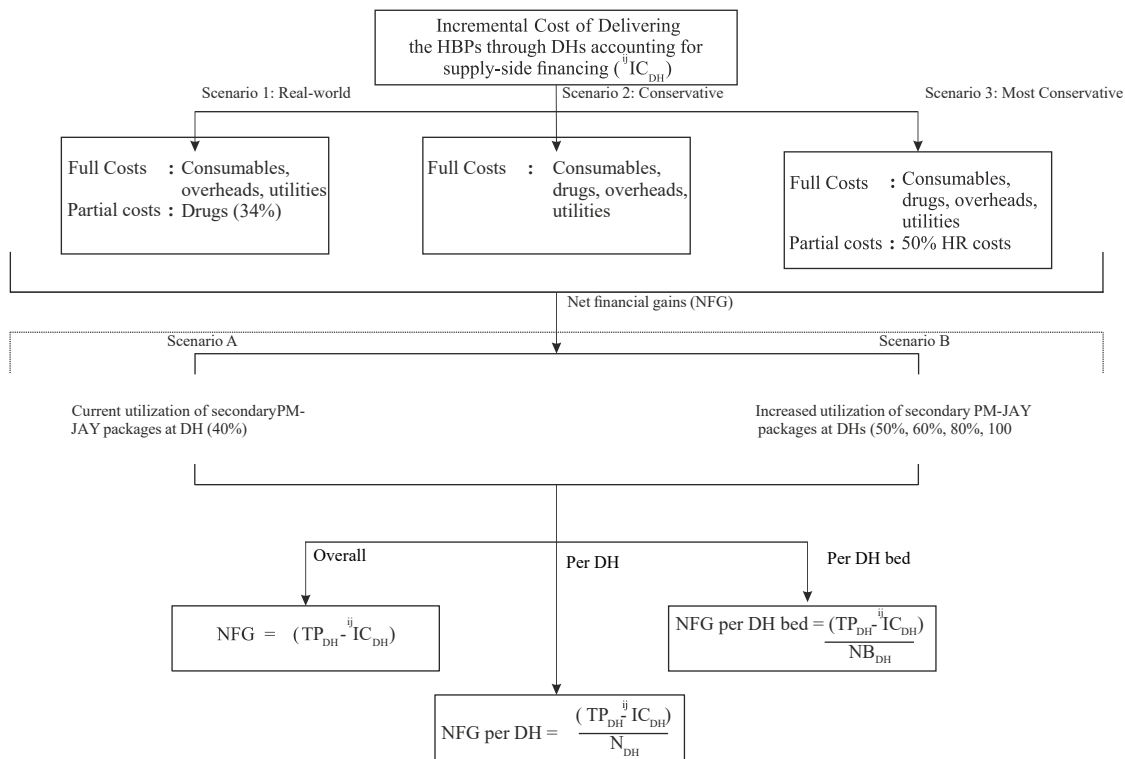 Incremental Cost of Delivering
the HBPs through DHs accounting for
supply-side financing (ijIC_DH)
Scenario 1: Real-world
Scenario 2: Conservative
Scenario 3: Most Conservative
Full Costs : Consumables,
overheads, utilities
Partial costs : Drugs (34%)
Full Costs : Consumables,
drugs, overheads,
utilities
Full Costs : Consumables,
drugs, overheads,
utilities
Partial costs : 50% HR costs
Net financial gains (NFG)
Scenario A
Scenario B
Current utilization of secondaryPM-
JAY packages at DH (40%)
Increased utilization of secondary PM-JAY
packages at DHs (50%, 60%, 80%, 100
Overall
Per DH
Per DH bed
NFG = (TP_DH - ijIC_DH)
NFG per DH bed = (TP_DH - ijIC_DH)
NB_DH
NFG per DH = (TP_DH - ijIC_DH)
N_DH